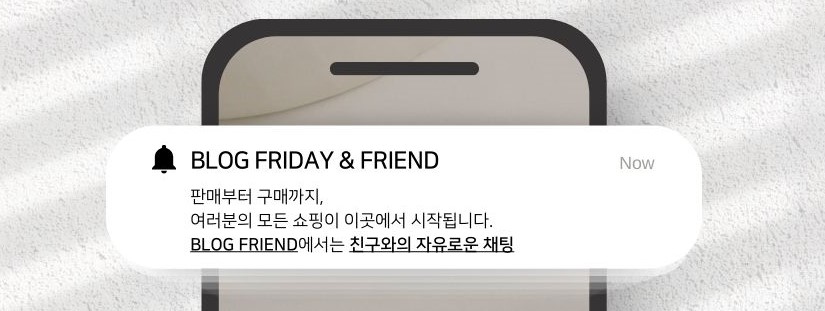 BLOG FRIDAY & FRIEND
Now
판매부터 구매까지,
여러분의 모든 쇼핑이 이곳에서 시작됩니다.
BLOG FRIEND에서는 친구와의 자유로운 채팅